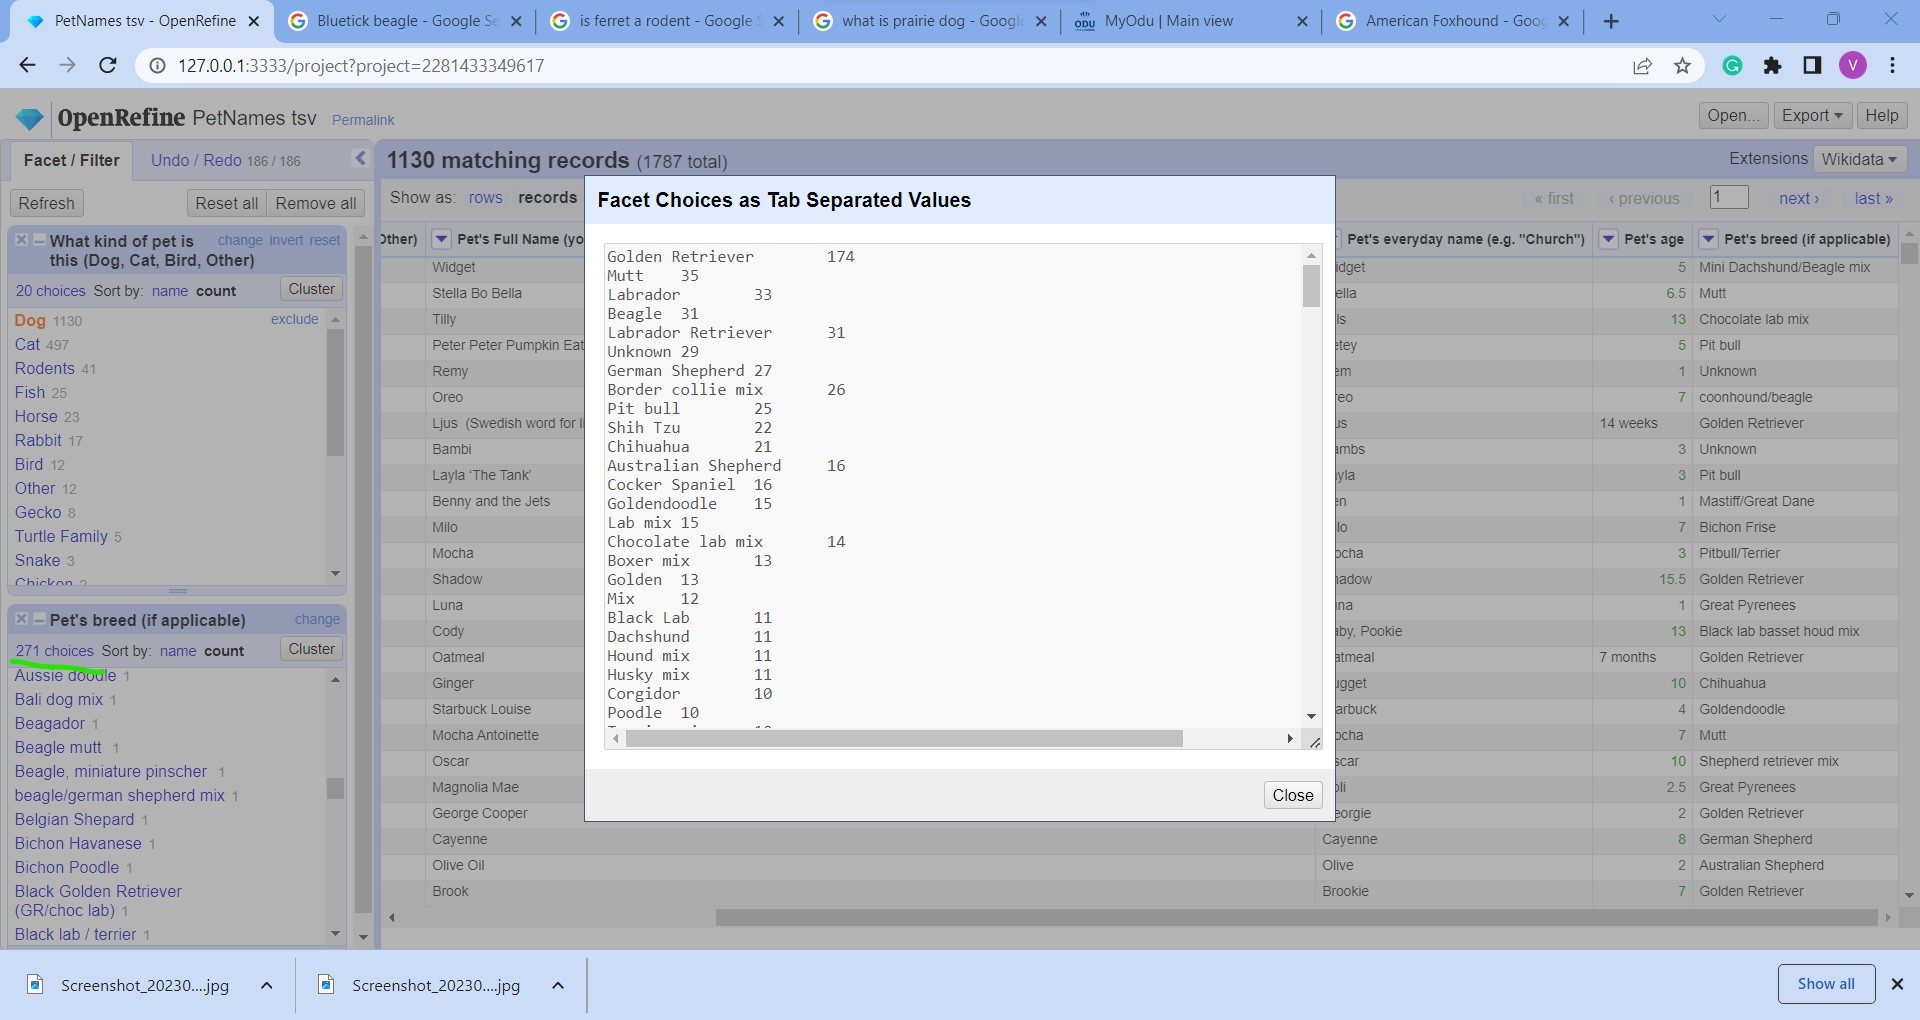 PetNames tsv - OpenRefine
Bluetick beagle - Google Se
is ferret a rodent - Google S
what is prairie dog - Google
ODU MyOdu | Main view
American Foxhound - Goog
127.0.0.1:3333/project?project=2281433349617
V
OpenRefine PetNames tsv Permalink
Open... Export Help
Facet / Filter Undo / Redo 186 / 186
Refresh Reset all Remove all
What kind of pet is this (Dog, Cat, Bird, Other) change invert reset
20 choices Sort by: name count Cluster
Dog 1130 exclude
Cat 497
Rodents 41
Fish 25
Horse 23
Rabbit 17
Bird 12
Other 12
Gecko 8
Turtle Family 5
Snake 3
Chicken 2
Pet's breed (if applicable) change
271 choices Sort by: name count Cluster
Aussie doodle 1
Bali dog mix 1
Beagador 1
Beagle mutt 1
Beagle, miniature pinscher 1
beagle/german shepherd mix 1
Belgian Shepard 1
Bichon Havanese 1
Bichon Poodle 1
Black Golden Retriever
(GR/choc lab) 1
Black lab / terrier 1
1130 matching records (1787 total)
Extensions Wikidata
Show as: rows records
« first ‹ previous 1 next › last »
Other) Pet's Full Name (yo
Widget
Stella Bo Bella
Tilly
Peter Peter Pumpkin Eat
Remy
Oreo
Ljus (Swedish word for li
Bambi
Layla ‘The Tank’
Benny and the Jets
Milo
Mocha
Shadow
Luna
Cody
Oatmeal
Ginger
Starbuck Louise
Mocha Antoinette
Oscar
Magnolia Mae
George Cooper
Cayenne
Olive Oil
Brook
Facet Choices as Tab Separated Values
Golden Retriever 174
Mutt 35
Labrador 33
Beagle 31
Labrador Retriever 31
Unknown 29
German Shepherd 27
Border collie mix 26
Pit bull 25
Shih Tzu 22
Chihuahua 21
Australian Shepherd 16
Cocker Spaniel 16
Goldendoodle 15
Lab mix 15
Chocolate lab mix 14
Boxer mix 13
Golden 13
Mix 12
Black Lab 11
Dachshund 11
Hound mix 11
Husky mix 11
Corgidor 10
Poodle 10
Close
Pet's everyday name (e.g. "Church") Pet's age Pet's breed (if applicable)
idget 5 Mini Dachshund/Beagle mix
ella 6.5 Mutt
ls 13 Chocolate lab mix
tey 5 Pit bull
em 1 Unknown
reo 7 coonhound/beagle
us 14 weeks Golden Retriever
ambs 3 Unknown
yla 3 Pit bull
en 1 Mastiff/Great Dane
lo 7 Bichon Frise
ocha 3 Pitbull/Terrier
hadow 15.5 Golden Retriever
na 1 Great Pyrenees
aby, Pookie 13 Black lab basset houd mix
atmeal 7 months Golden Retriever
ugget 10 Chihuahua
arbuck 4 Goldendoodle
ocha 7 Mutt
scar 10 Shepherd retriever mix
oli 2.5 Great Pyrenees
eorgie 2 Golden Retriever
Cayenne 8 German Shepherd
Olive 2 Australian Shepherd
Brookie 7 Golden Retriever
Screenshot_20230....jpg
Screenshot_20230....jpg
Show all